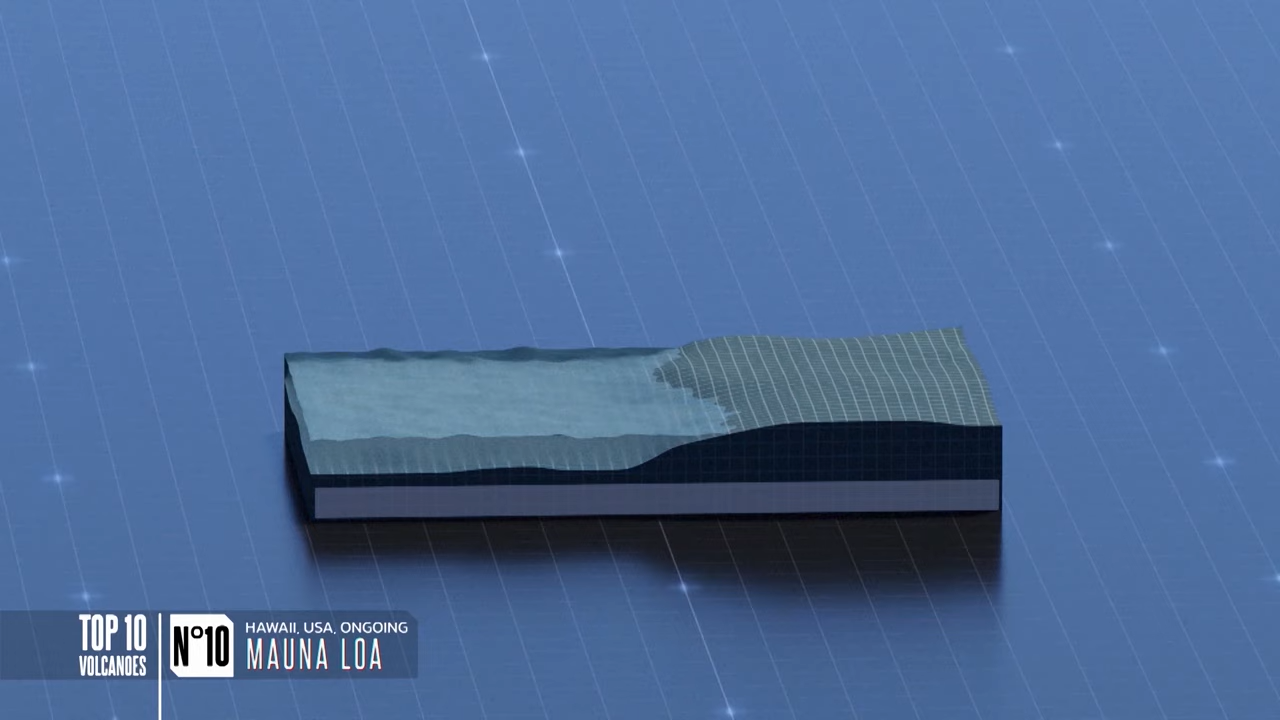 TOP 10
VOLCANOES
N°10
HAWAII, USA, ONGOING
MAUNA LOA